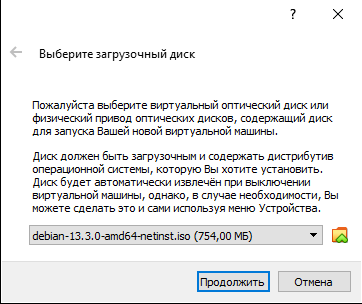 ?
Выберите загрузочный диск
Пожалуйста выберите виртуальный оптический диск или
физический привод оптических дисков, содержащий диск
для запуска Вашей новой виртуальной машины.
Диск должен быть загрузочным и содержать дистрибутив
операционной системы, которую Вы хотите установить.
Диск будет автоматически извлечён при выключении
виртуальной машины, однако, в случае необходимости, Вы
можете сделать это и сами используя меню Устройства.
debian-13.3.0-amd64-netinst.iso (754,00 МБ)
Продолжить Отмена